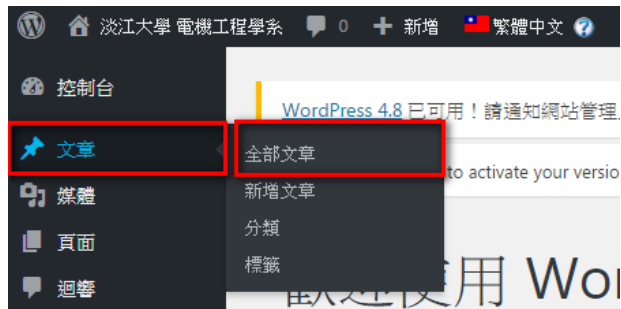 淡江大學 電機工程學系 0 新增 繁體中文
控制台
WordPress 4.8 已可用！請通知網站管理
文章
全部文章
to activate your versio
新增文章
媒體
分類
頁面
標籤
歡迎使用 Wo
迴響